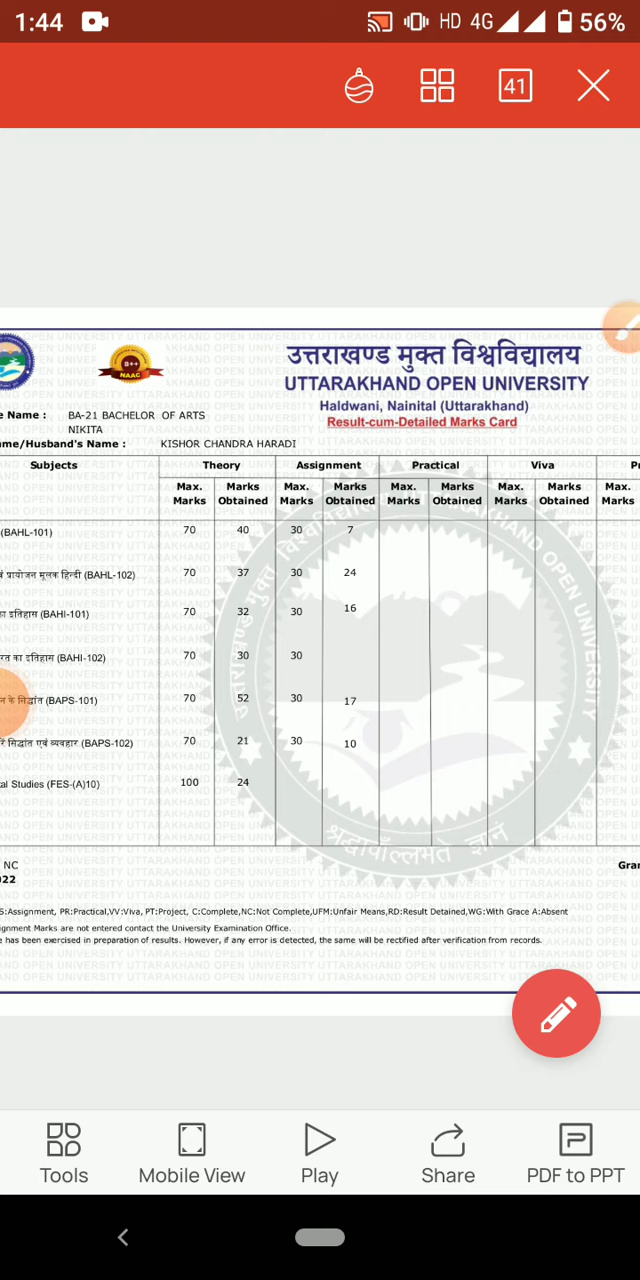 1:44 HD 4G 56%
41
B++
NAAC
उत्तराखण्ड मुक्त विश्वविद्यालय
UTTARAKHAND OPEN UNIVERSITY
Haldwani, Nainital (Uttarakhand)
Result-cum-Detailed Marks Card
e Name : BA-21 BACHELOR OF ARTS
NIKITA
ame/Husband's Name : KISHOR CHANDRA HARADI
Subjects Theory Assignment Practical Viva Pr
Max. Marks Marks Obtained Max. Marks Marks Obtained Max. Marks Marks Obtained Max. Marks Marks Obtained Max. Marks
(BAHL-101) 70 40 30 7
वं प्रायोजन मूलक हिन्दी (BAHL-102) 70 37 30 24
का इतिहास (BAHI-101) 70 32 30 16
रत का इतिहास (BAHI-102) 70 30 30
न के सिद्धांत (BAPS-101) 70 52 30 17
रें सिद्धांत एवं व्यवहार (BAPS-102) 70 21 30 10
tal Studies (FES-(A)10) 100 24
NC Gran
022
S:Assignment, PR:Practical,VV:Viva, PT:Project, C:Complete,NC:Not Complete,UFM:Unfair Means,RD:Result Detained,WG:With Grace A:Absent
ignment Marks are not entered contact the University Examination Office.
e has been exercised in preparation of results. However, if any error is detected, the same will be rectified after verification from records.
Tools Mobile View Play Share PDF to PPT